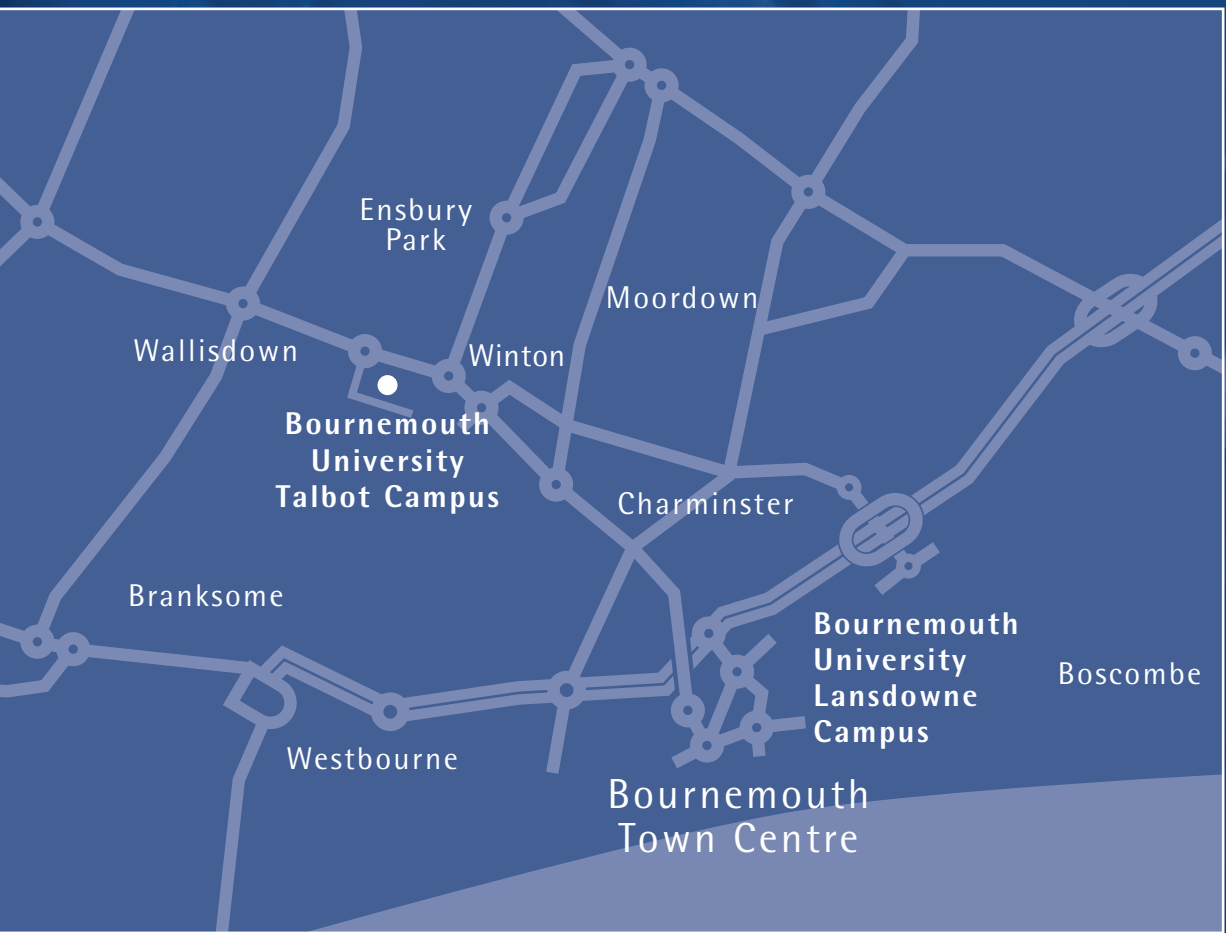 Ensbury
Park
Moordown
Wallisdown
Winton
Bournemouth
University
Talbot Campus
Charminster
Branksome
Bournemouth
University
Lansdowne
Campus
Boscombe
Westbourne
Bournemouth
Town Centre